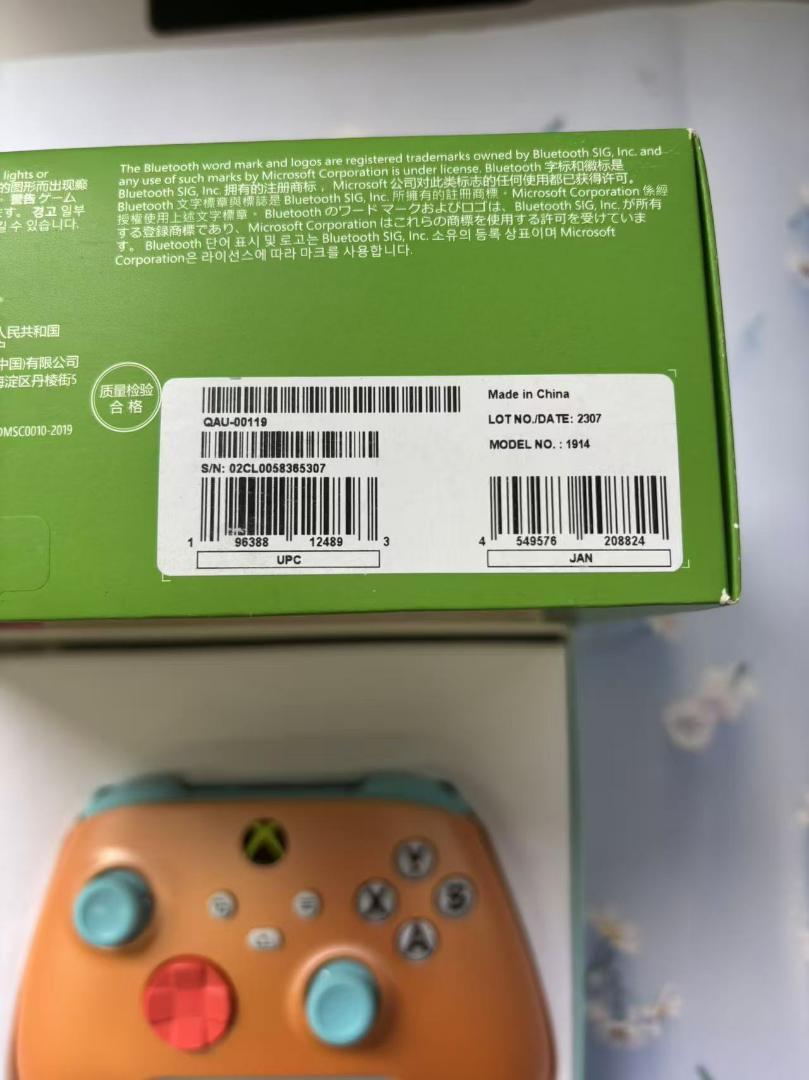 lights or
的图形而出现癫
警告 ゲーム
ます。 경고 일부
킬 수 있습니다.
The Bluetooth word mark and logos are registered trademarks owned by Bluetooth SIG, Inc. and
any use of such marks by Microsoft Corporation is under license. Bluetooth 字标和徽标是
Bluetooth SIG, Inc. 拥有的注册商标， Microsoft 公司对此类标志的任何使用都已获得许可。
Bluetooth 文字標章與標誌是 Bluetooth SIG, Inc. 所擁有的註冊商標，Microsoft Corporation 係經
授權使用上述文字標章。 Bluetooth のワード マークおよびロゴは、Bluetooth SIG, Inc. が所有
する登録商標であり、Microsoft Corporation はこれらの商標を使用する許可を受けていま
す。 Bluetooth 단어 표시 및 로고는 Bluetooth SIG, Inc. 소유의 등록 상표이며 Microsoft
Corporation은 라이선스에 따라 마크를 사용합니다.
人民共和国
中国)有限公司
海淀区丹棱街5
DMSC0010-2019
质量检验
合格
QAU-00119
S/N: 02CL0058365307
1 96388 12489 3
UPC
Made in China
LOT NO./DATE: 2307
MODEL NO. : 1914
4 549576 208824
JAN
Y
X B
A